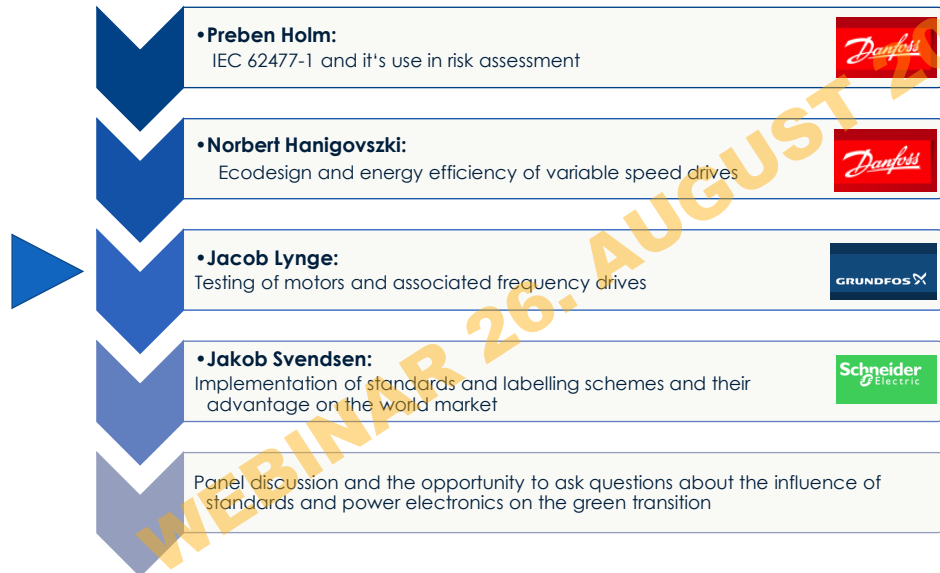 •Preben Holm:
IEC 62477-1 and it's use in risk assessment
Danfoss
•Norbert Hanigovszki:
Ecodesign and energy efficiency of variable speed drives
Danfoss
•Jacob Lynge:
Testing of motors and associated frequency drives
GRUNDFOS X
•Jakob Svendsen:
Implementation of standards and labelling schemes and their
advantage on the world market
Schneider
Electric
Panel discussion and the opportunity to ask questions about the influence of
standards and power electronics on the green transition
WEBINAR 26. AUGUST